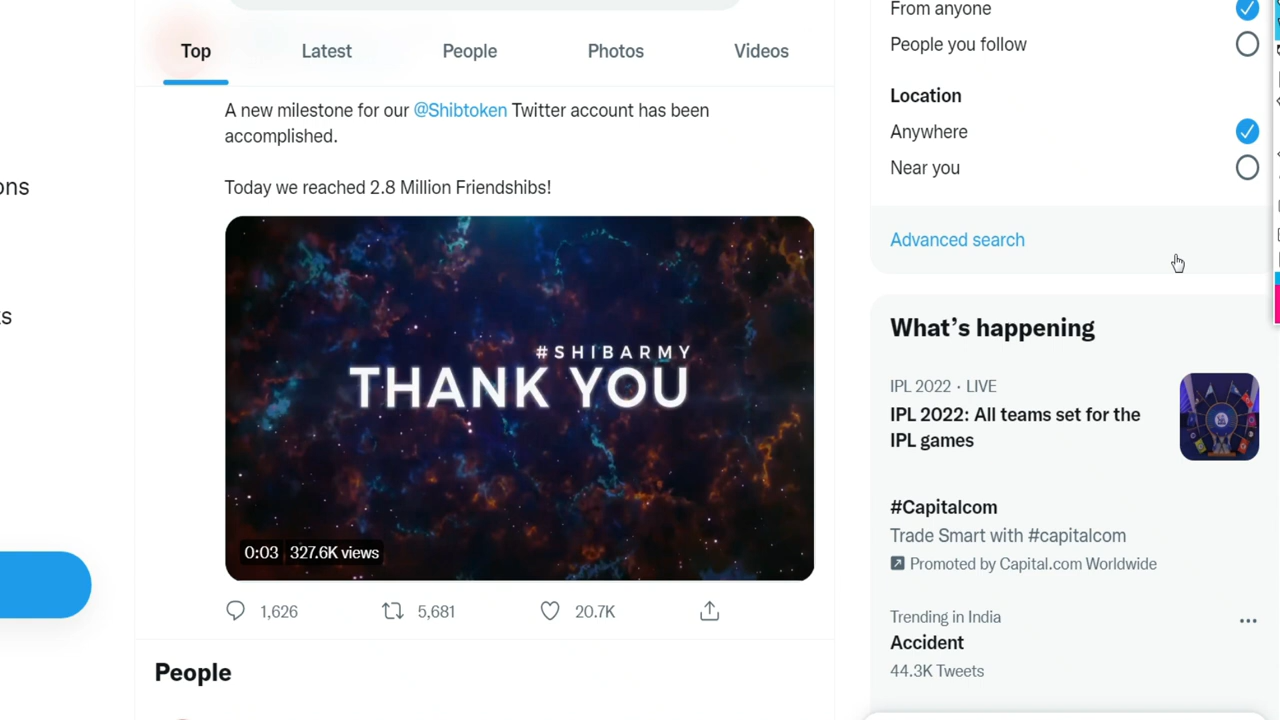 Top
Latest
People
Photos
Videos
A new milestone for our @Shibtoken Twitter account has been
accomplished.
Today we reached 2.8 Million Friendshibs!
#SHIBARMY
THANK YOU
0:03 327.6K views
1,626
5,681
20.7K
People
ons
From anyone
People you follow
Location
Anywhere
Near you
Advanced search
What's happening
IPL 2022 · LIVE
IPL 2022: All teams set for the
IPL games
#Capitalcom
Trade Smart with #capitalcom
Promoted by Capital.com Worldwide
Trending in India
Accident
44.3K Tweets